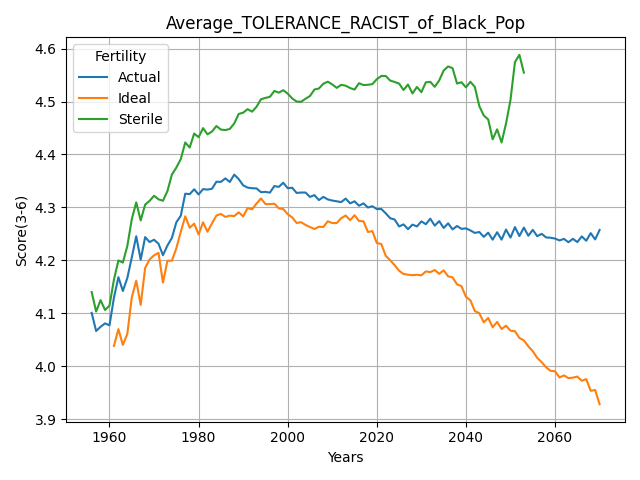 Average_TOLERANCE_RACIST_of_Black_Pop
Fertility
Actual
Ideal
Sterile
Score(3-6)
4.6
4.5
4.4
4.3
4.2
4.1
4.0
3.9
1960 1980 2000 2020 2040 2060
Years